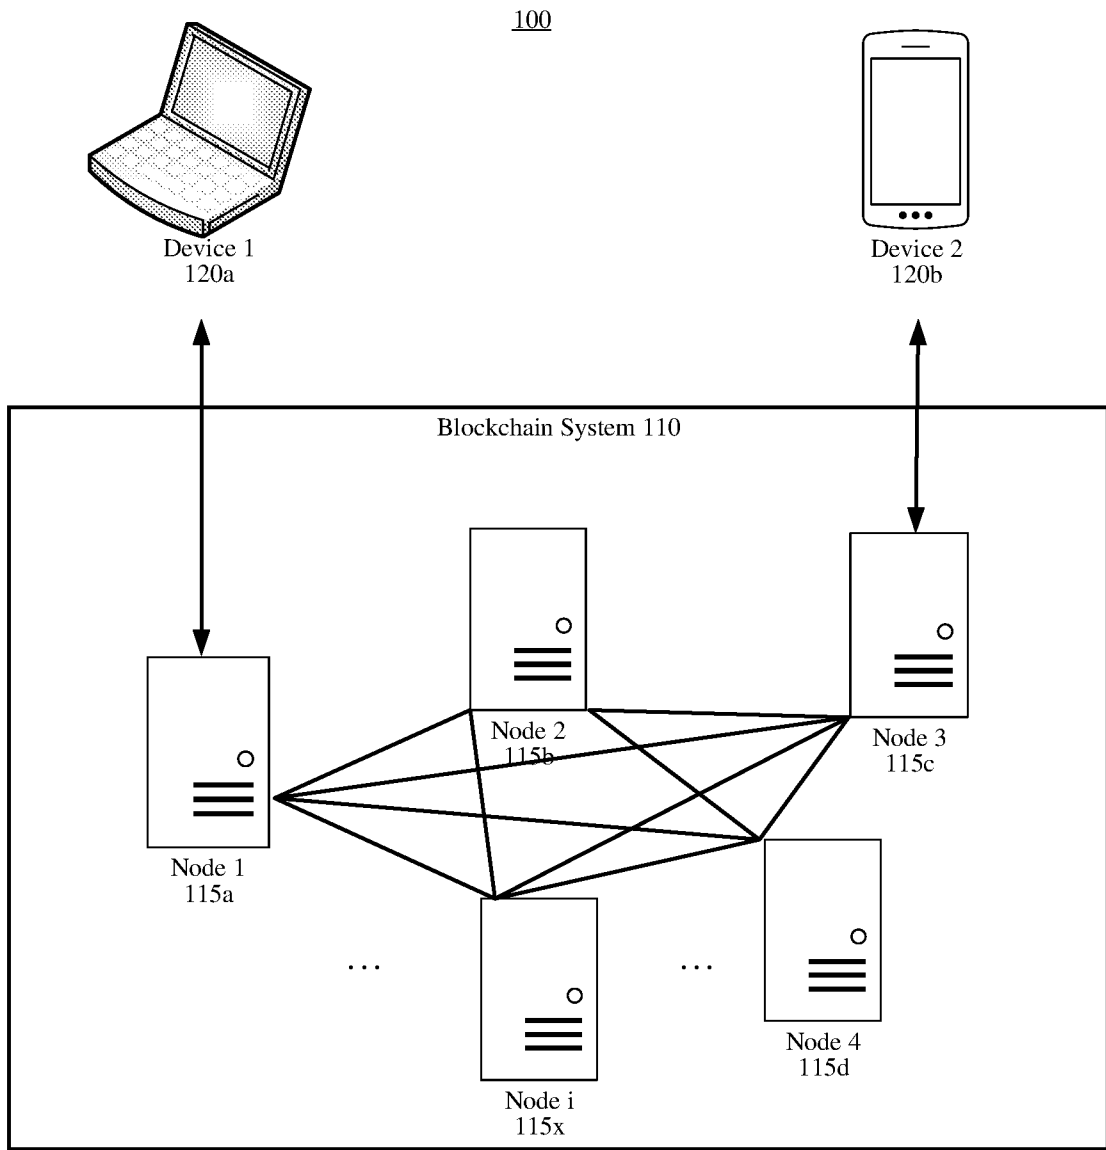 100
Device 1
120a
Device 2
120b
Blockchain System 110
Node 2
115b
Node 3
115c
Node 1
115a
...
...
Node 4
115d
Node i
115x